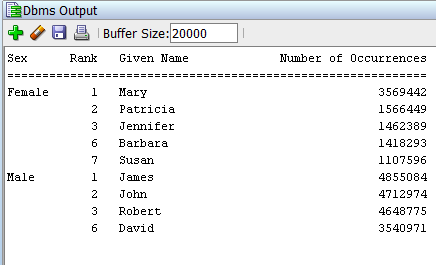 Dbms Output
Buffer Size: 20000
Sex Rank Given Name Number of Occurrences
============================================================
Female 1 Mary 3569442
2 Patricia 1566449
3 Jennifer 1462389
6 Barbara 1418293
7 Susan 1107596
Male 1 James 4855084
2 John 4712974
3 Robert 4648775
6 David 3540971